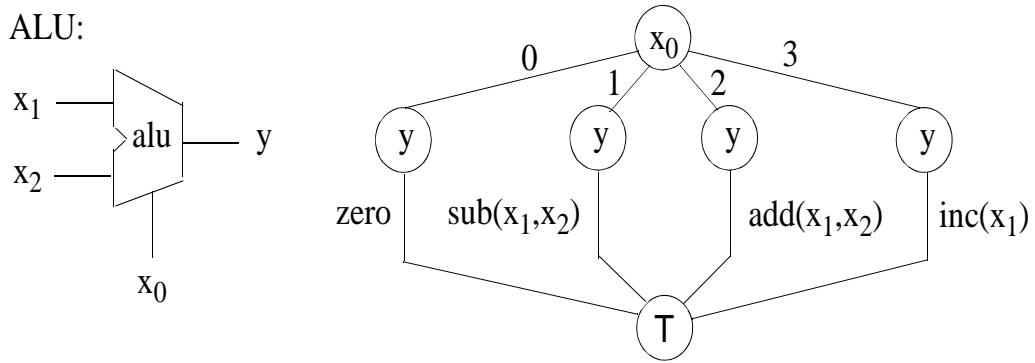 ALU:
x1
x2
alu
y
x0
x0
0
1
2
3
y
y
y
y
zero
sub(x1,x2)
add(x1,x2)
inc(x1)
T